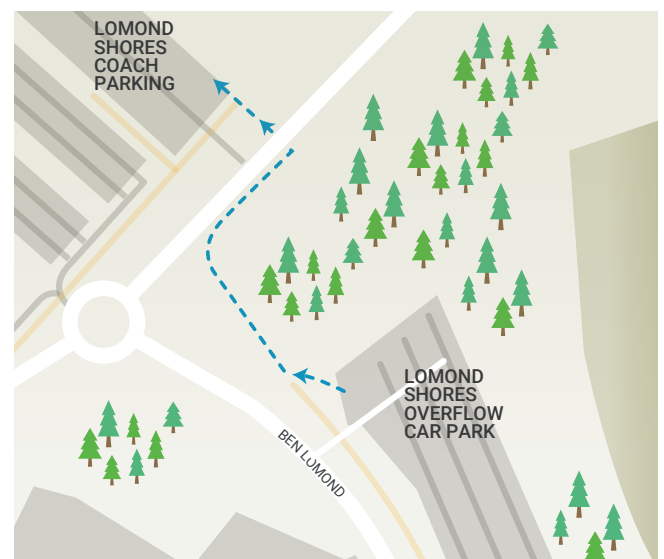 LOMOND
SHORES
COACH
PARKING
LOMOND
SHORES
OVERFLOW
CAR PARK
BEN LOMOND